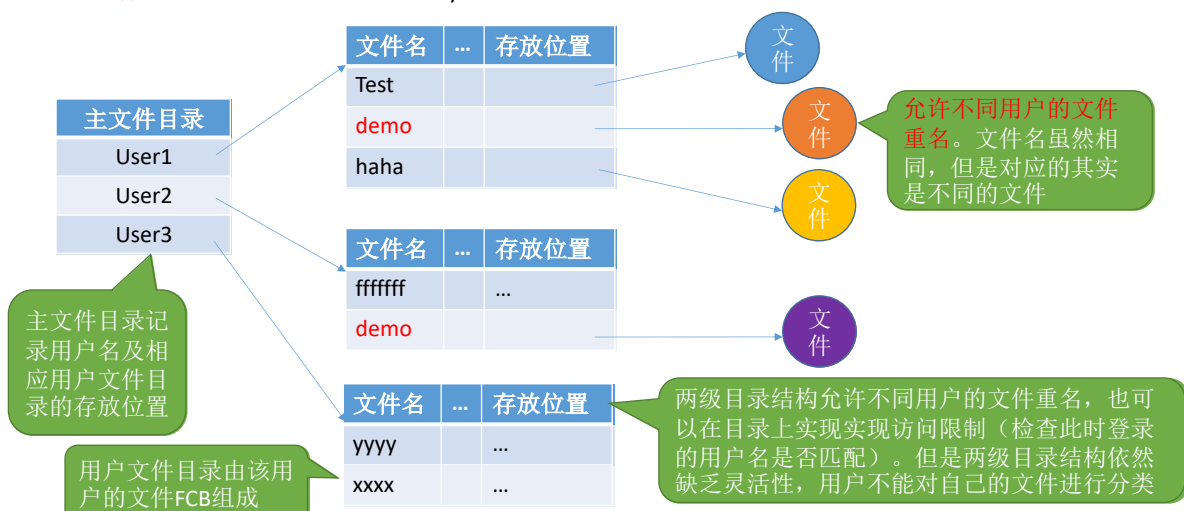 主文件目录
User1
User2
User3
主文件目录记
录用户名及相
应用户文件目
录的存放位置
文件名 ... 存放位置
Test
demo
haha
文
件
文
件
文
件
允许不同用户的文件
重名。文件名虽然相
同，但是对应的其实
是不同的文件
文件名 ... 存放位置
fffffff ...
demo
文
件
文件名 ... 存放位置
yyyy ...
xxxx ...
用户文件目录由该用
户的文件FCB组成
两级目录结构允许不同用户的文件重名，也可
以在目录上实现实现访问限制（检查此时登录
的用户名是否匹配）。但是两级目录结构依然
缺乏灵活性，用户不能对自己的文件进行分类